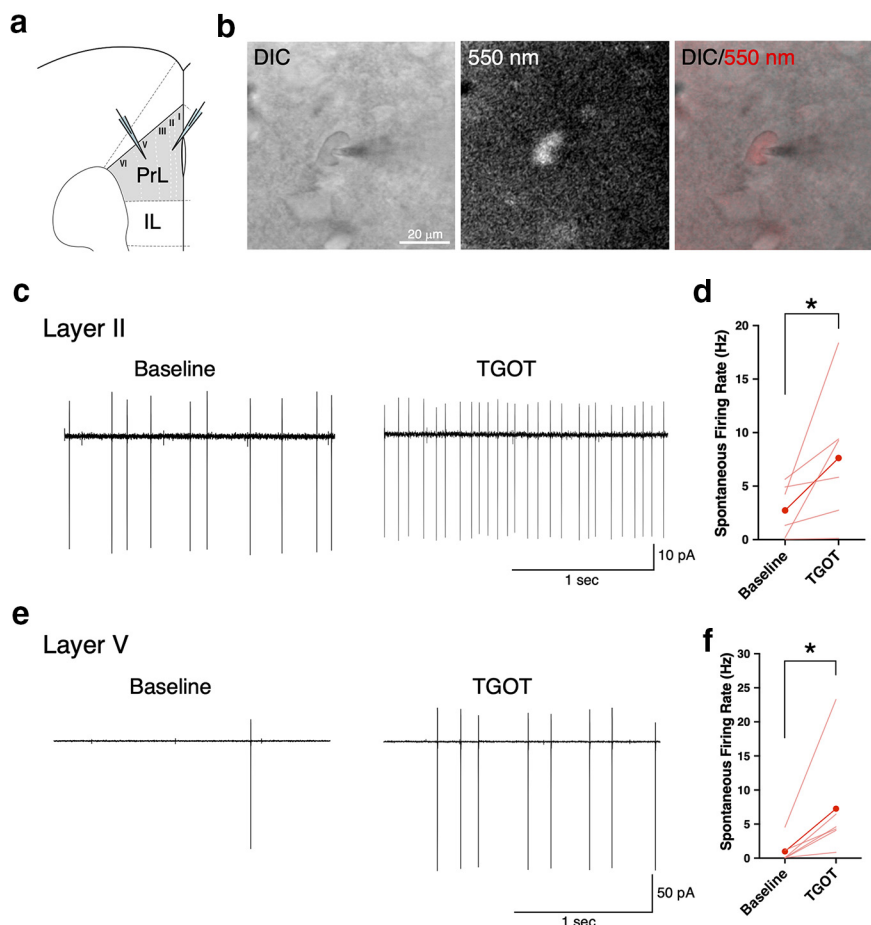 a
I
II
III
V
VI
PrL
IL
b
DIC
20 µm
550 nm
DIC/550 nm
c
Layer II
Baseline
TGOT
10 pA
1 sec
d
*
Spontaneous Firing Rate (Hz)
20
15
10
5
0
Baseline
TGOT
e
Layer V
Baseline
TGOT
50 pA
1 sec
f
*
Spontaneous Firing Rate (Hz)
30
25
20
15
10
5
0
Baseline
TGOT